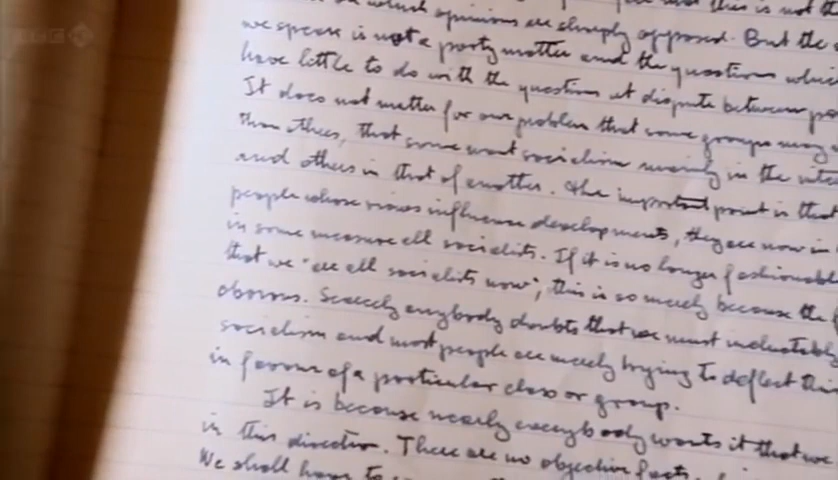 on which opinions are sharply opposed. But the
we speak is not a party matter and the questions which
have little to do with the questions at dispute between
It does not matter for our problem that some groups may
than others, that some want socialism mainly in the
and others in that of another. The important point is that
people whose views influence developments, they are now in
in some measure all socialists. If it is no longer fashionable
that we "are all socialists now", this is so merely because the
obvious. Scarcely anybody doubts that we must
socialism and most people are merely trying to deflect this
in favour of a particular class or group.
It is because nearly everybody wants it that we
in this direction. There are no objective facts
We shall have to